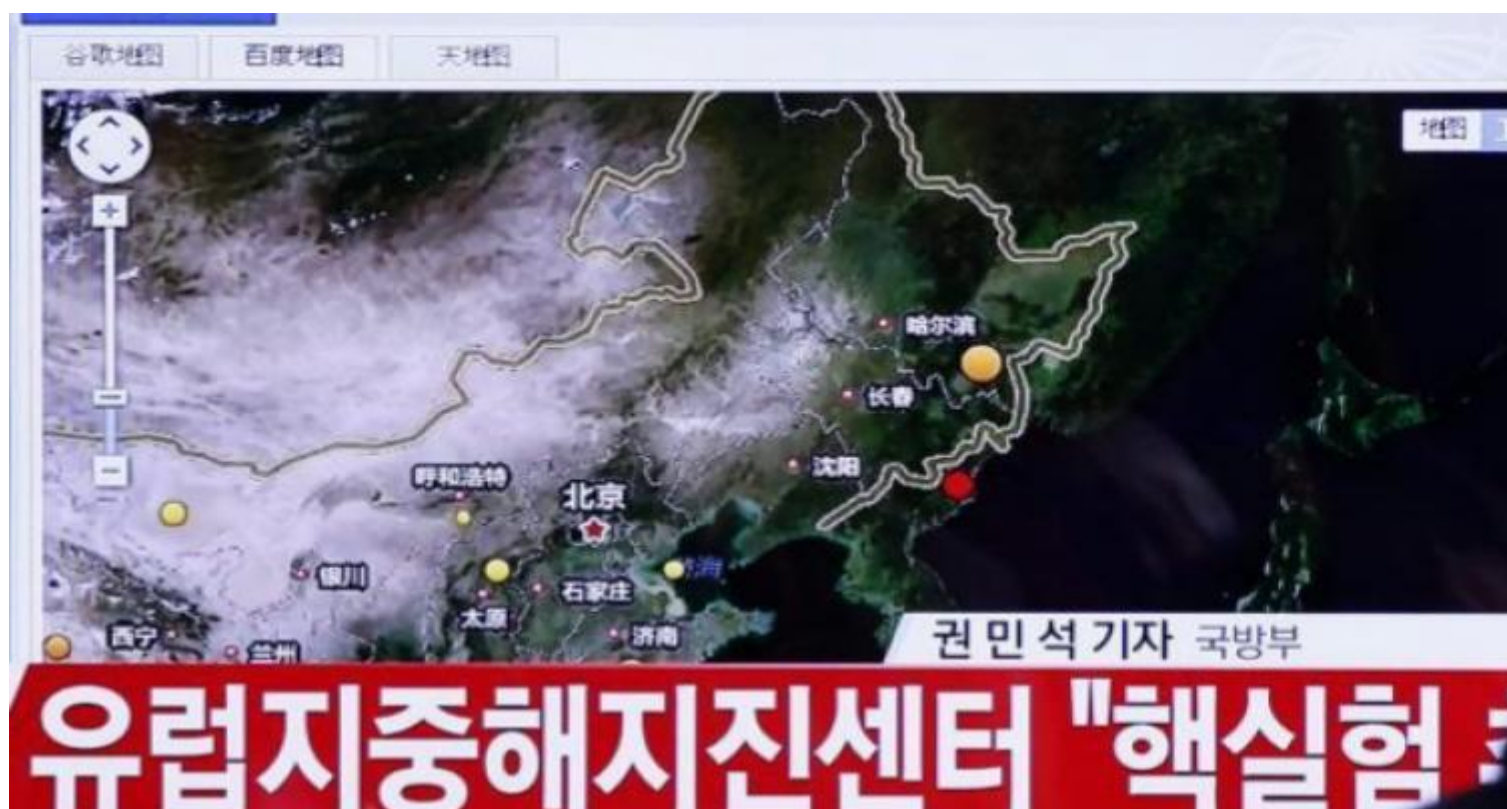 谷歌地图 百度地图 天地图
地图
哈尔滨
长春
沈阳
呼和浩特
北京
银川
石家庄
太原
西宁
济南
兰州
권민석 기자 국방부
유럽지중해지진센터 "핵실험